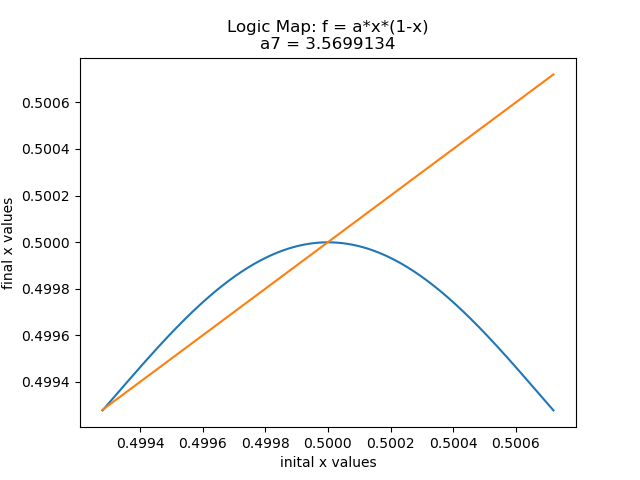 Logic Map: f = a*x*(1-x)
a7 = 3.5699134
final x values
0.5006
0.5004
0.5002
0.5000
0.4998
0.4996
0.4994
0.4994 0.4996 0.4998 0.5000 0.5002 0.5004 0.5006
inital x values